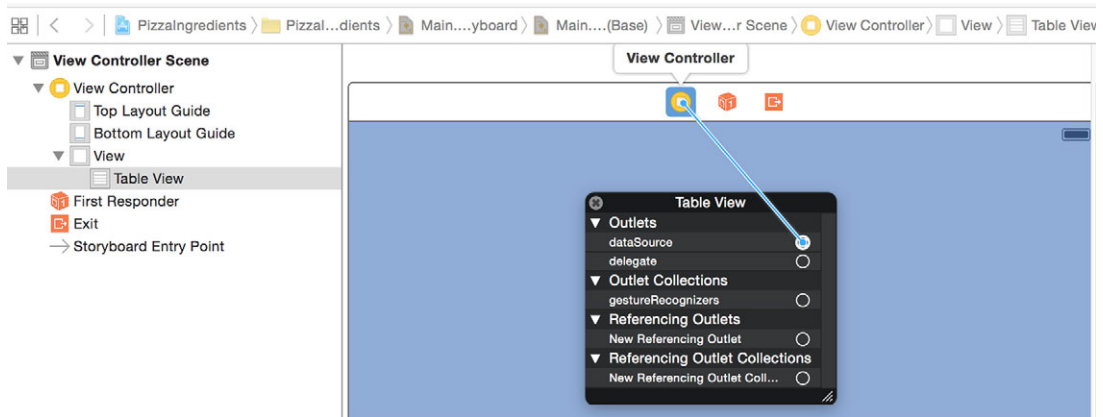 PizzaIngredients Pizzal...dients Main....yboard Main....(Base) View...r Scene View Controller View Table View
View Controller Scene
View Controller
View Controller
Top Layout Guide
Bottom Layout Guide
View
Table View
First Responder
Exit
Storyboard Entry Point
Table View
Outlets
dataSource
delegate
Outlet Collections
gestureRecognizers
Referencing Outlets
New Referencing Outlet
Referencing Outlet Collections
New Referencing Outlet Coll...